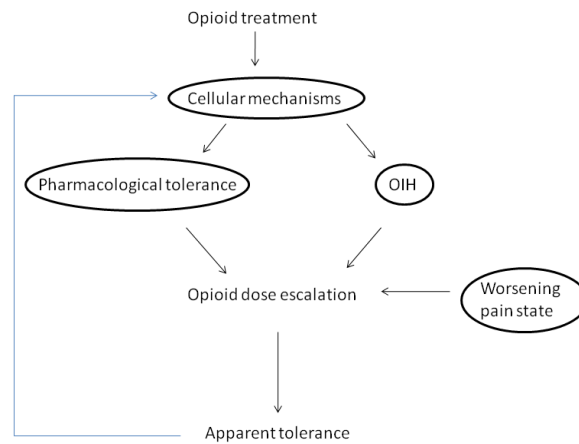 Opioid treatment
Cellular mechanisms
Pharmacological tolerance
OIH
Opioid dose escalation
Worsening
pain state
Apparent tolerance